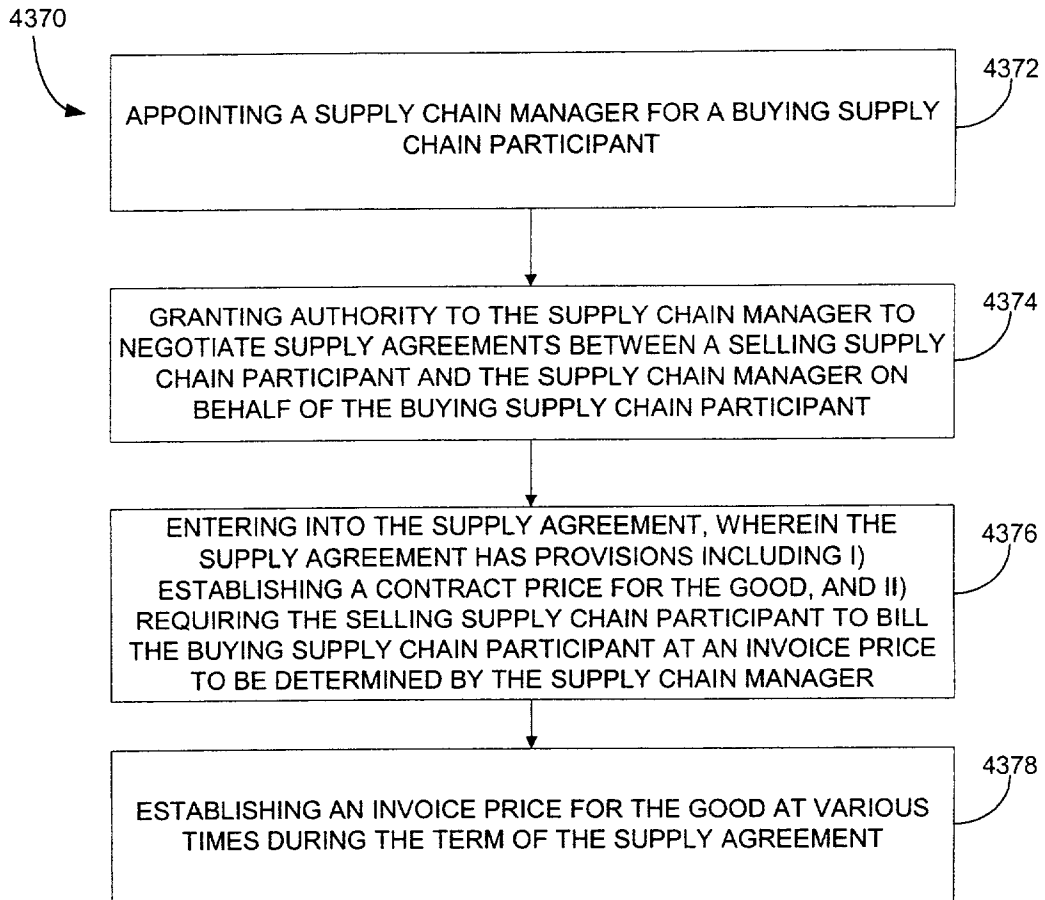 4370
4372
APPOINTING A SUPPLY CHAIN MANAGER FOR A BUYING SUPPLY
CHAIN PARTICIPANT
4374
GRANTING AUTHORITY TO THE SUPPLY CHAIN MANAGER TO
NEGOTIATE SUPPLY AGREEMENTS BETWEEN A SELLING SUPPLY
CHAIN PARTICIPANT AND THE SUPPLY CHAIN MANAGER ON
BEHALF OF THE BUYING SUPPLY CHAIN PARTICIPANT
4376
ENTERING INTO THE SUPPLY AGREEMENT, WHEREIN THE
SUPPLY AGREEMENT HAS PROVISIONS INCLUDING I)
ESTABLISHING A CONTRACT PRICE FOR THE GOOD, AND II)
REQUIRING THE SELLING SUPPLY CHAIN PARTICIPANT TO BILL
THE BUYING SUPPLY CHAIN PARTICIPANT AT AN INVOICE PRICE
TO BE DETERMINED BY THE SUPPLY CHAIN MANAGER
4378
ESTABLISHING AN INVOICE PRICE FOR THE GOOD AT VARIOUS
TIMES DURING THE TERM OF THE SUPPLY AGREEMENT